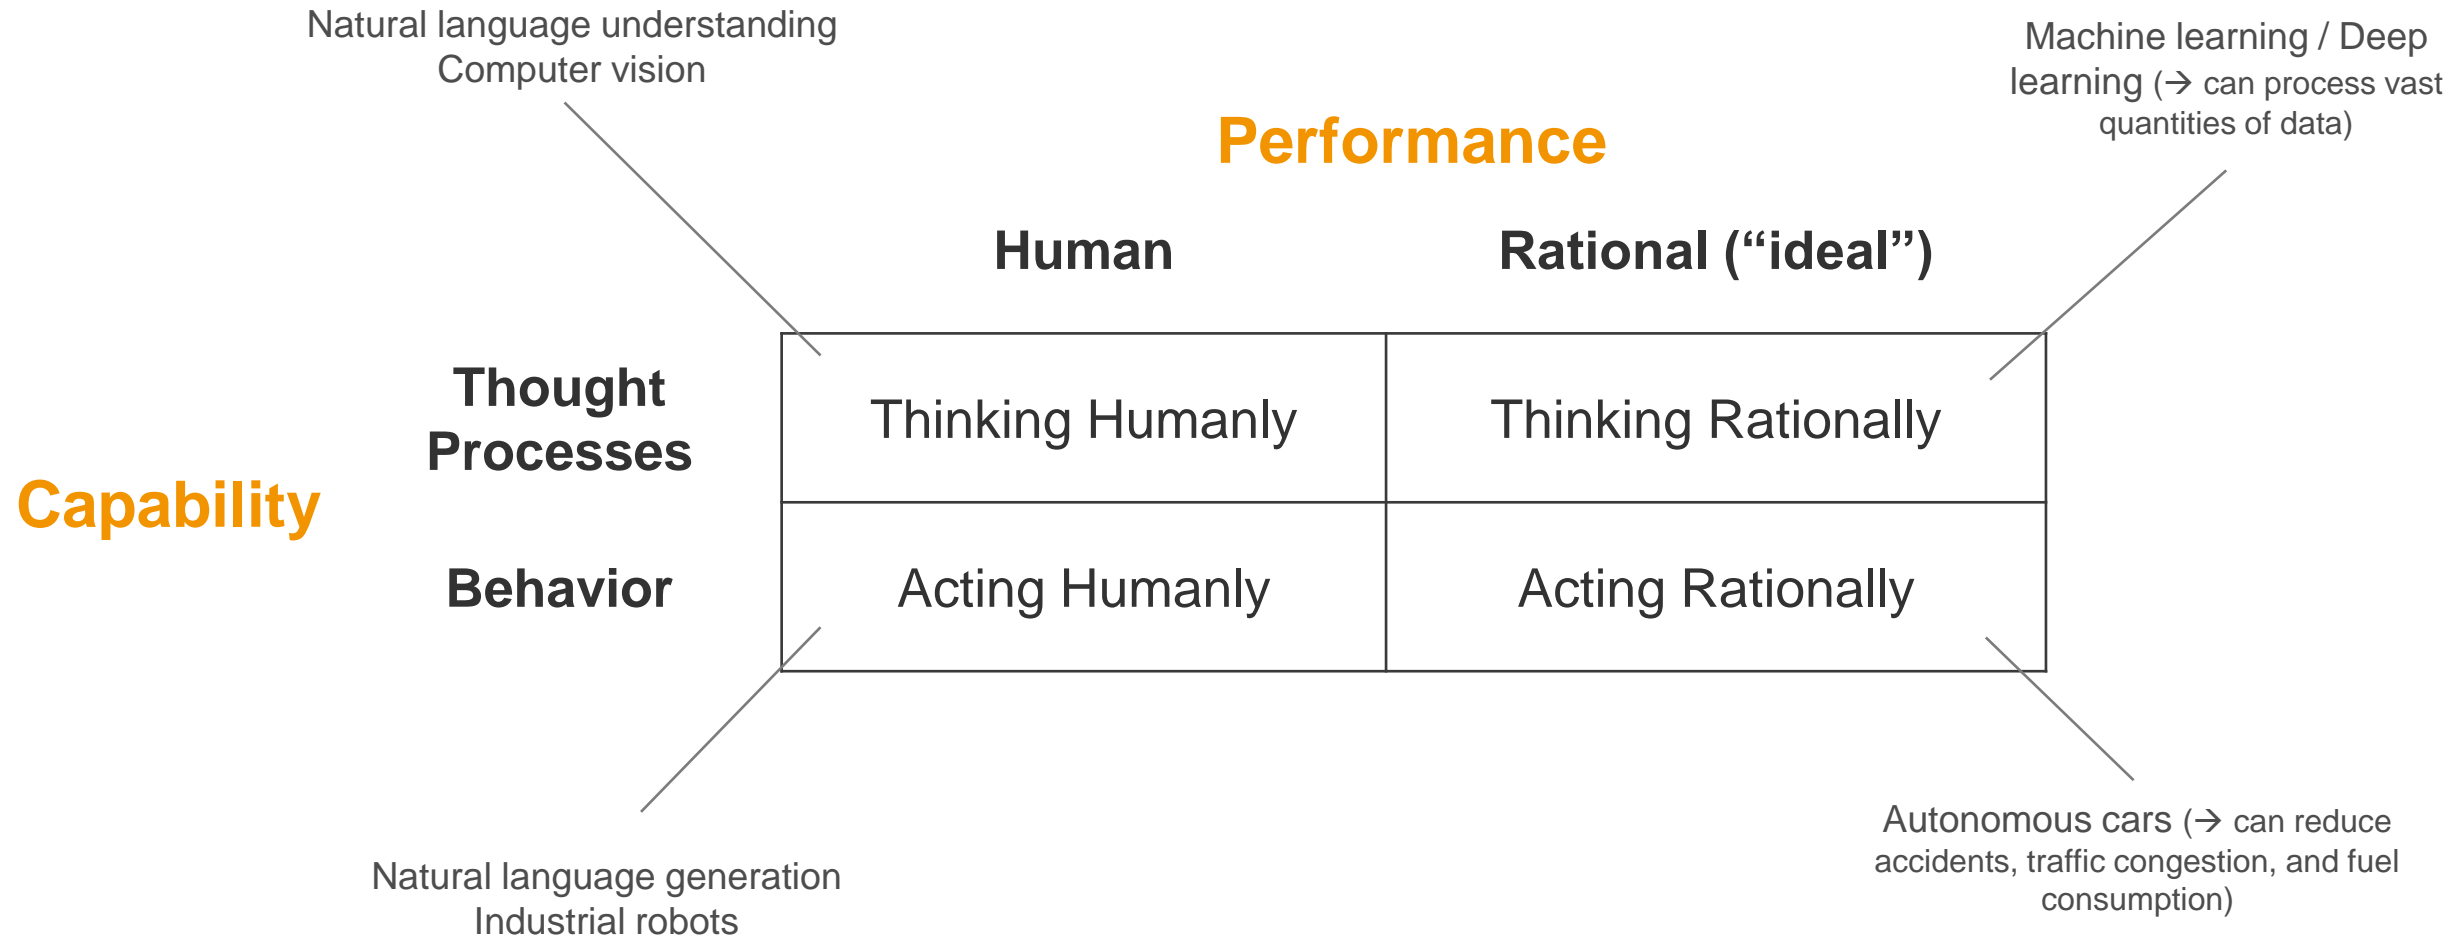 Natural language understanding
Computer vision
Machine learning / Deep
learning (→ can process vast
quantities of data)
Performance
Human
Rational (“ideal”)
Thought
Processes
Thinking Humanly
Thinking Rationally
Capability
Behavior
Acting Humanly
Acting Rationally
Natural language generation
Industrial robots
Autonomous cars (→ can reduce
accidents, traffic congestion, and fuel
consumption)